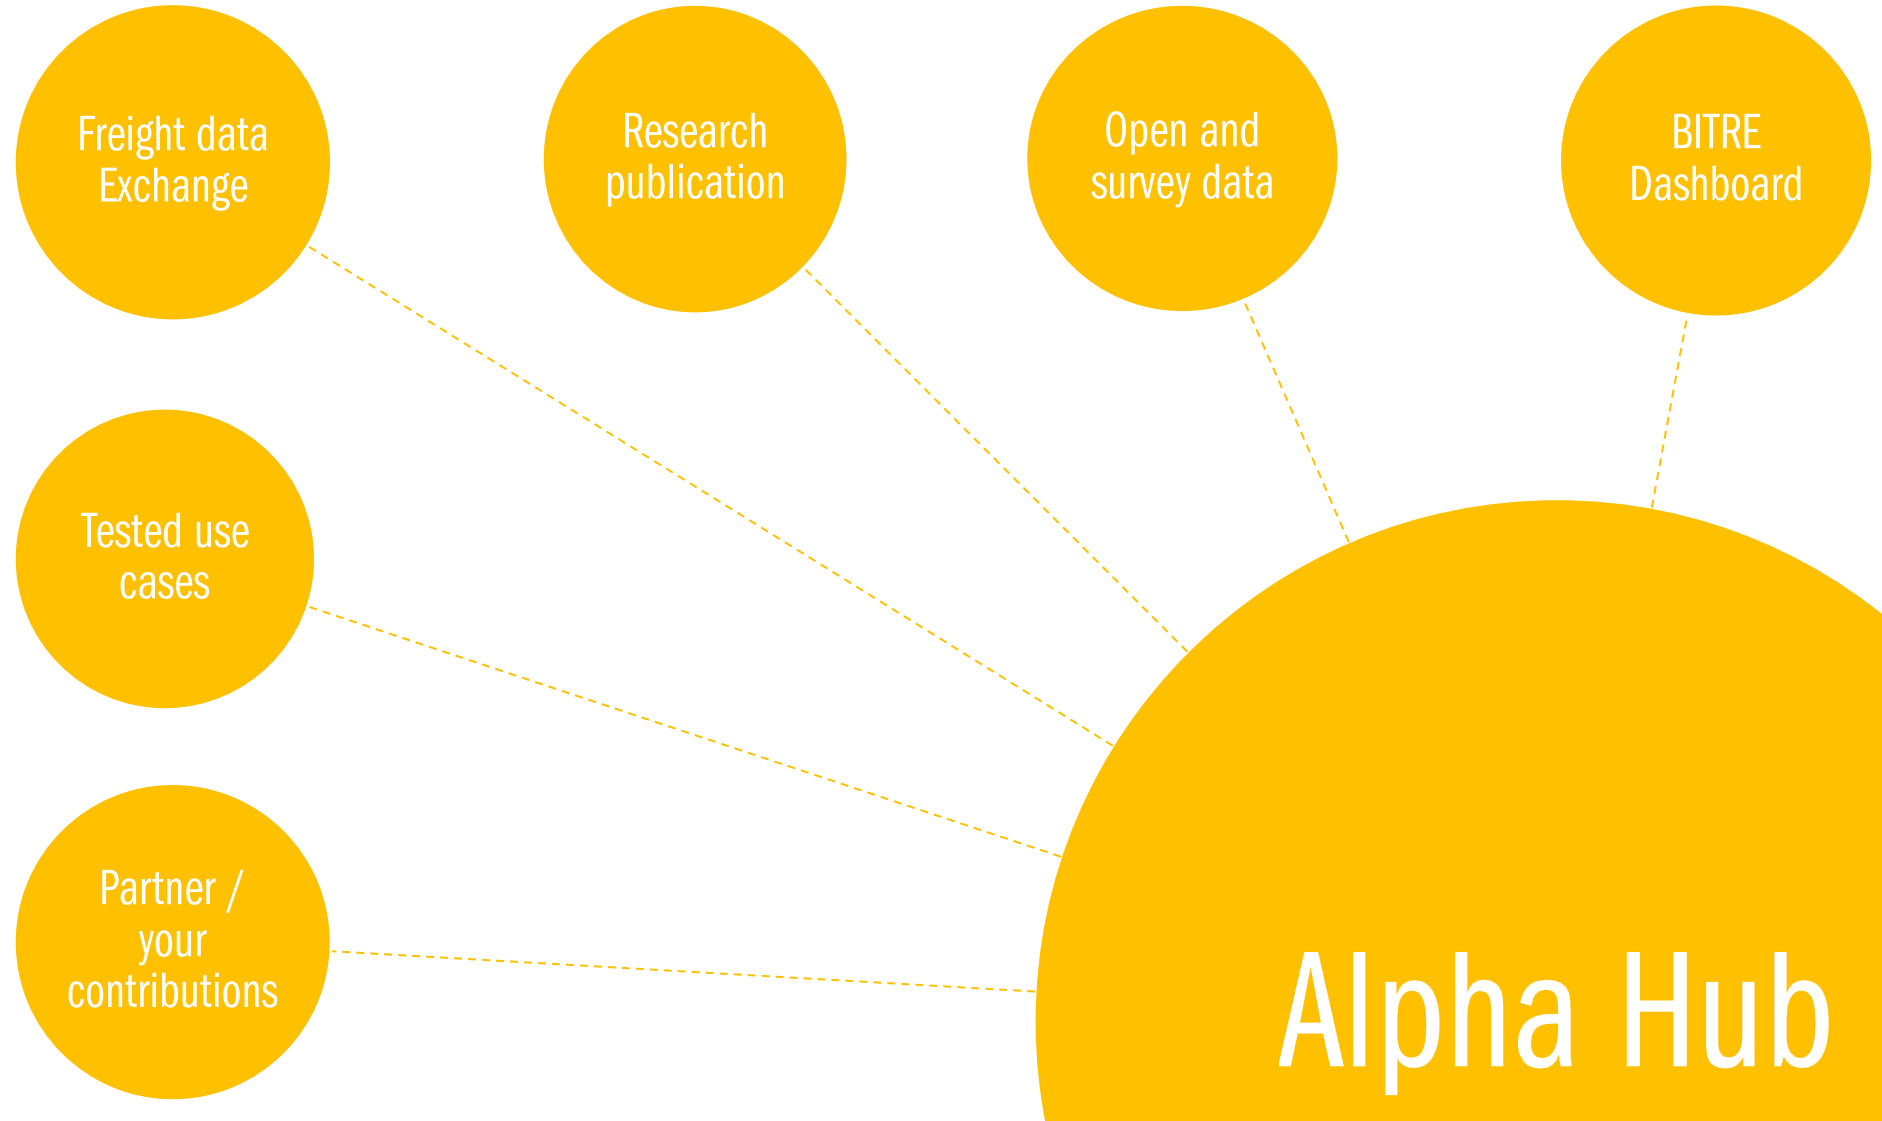 Freight data
Exchange
Research
publication
Open and
survey data
BITRE
Dashboard
Tested use
cases
Partner /
your
contributions
Alpha Hub